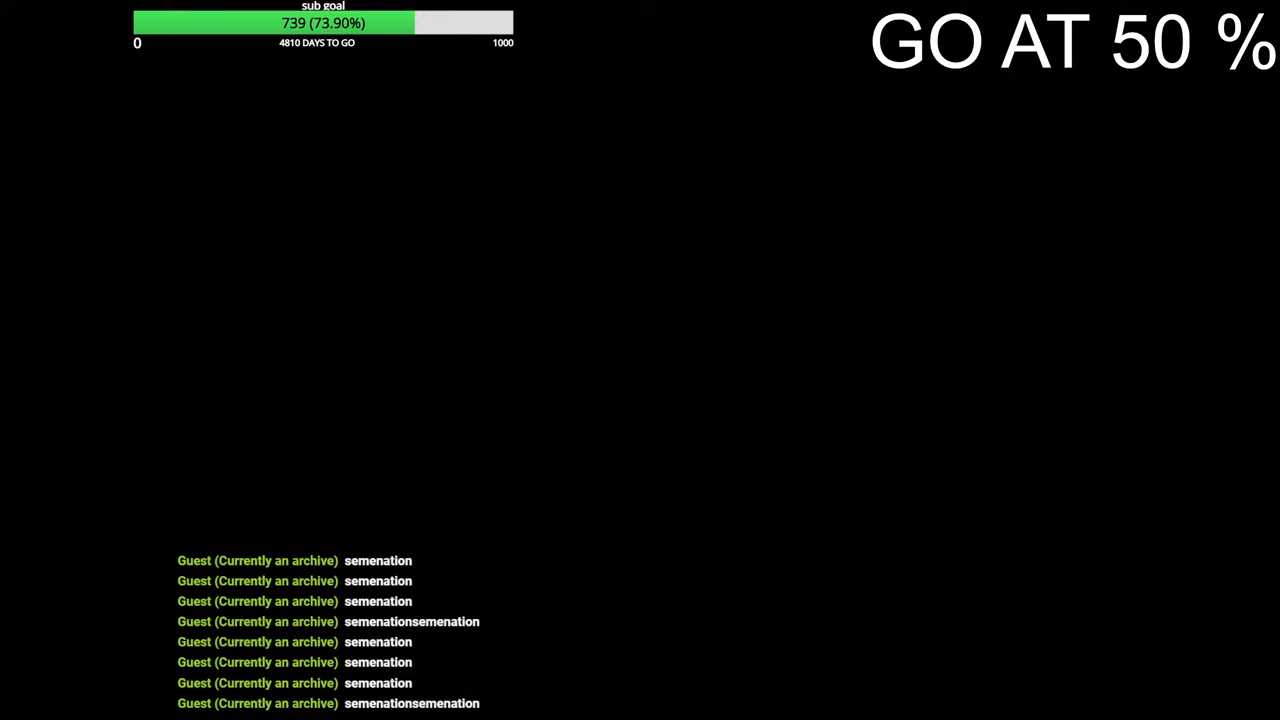 sub goal
739 (73.90%)
0 4810 DAYS TO GO 1000
GO AT 50 %
Guest (Currently an archive) semenation
Guest (Currently an archive) semenation
Guest (Currently an archive) semenation
Guest (Currently an archive) semenationsemenation
Guest (Currently an archive) semenation
Guest (Currently an archive) semenation
Guest (Currently an archive) semenation
Guest (Currently an archive) semenationsemenation